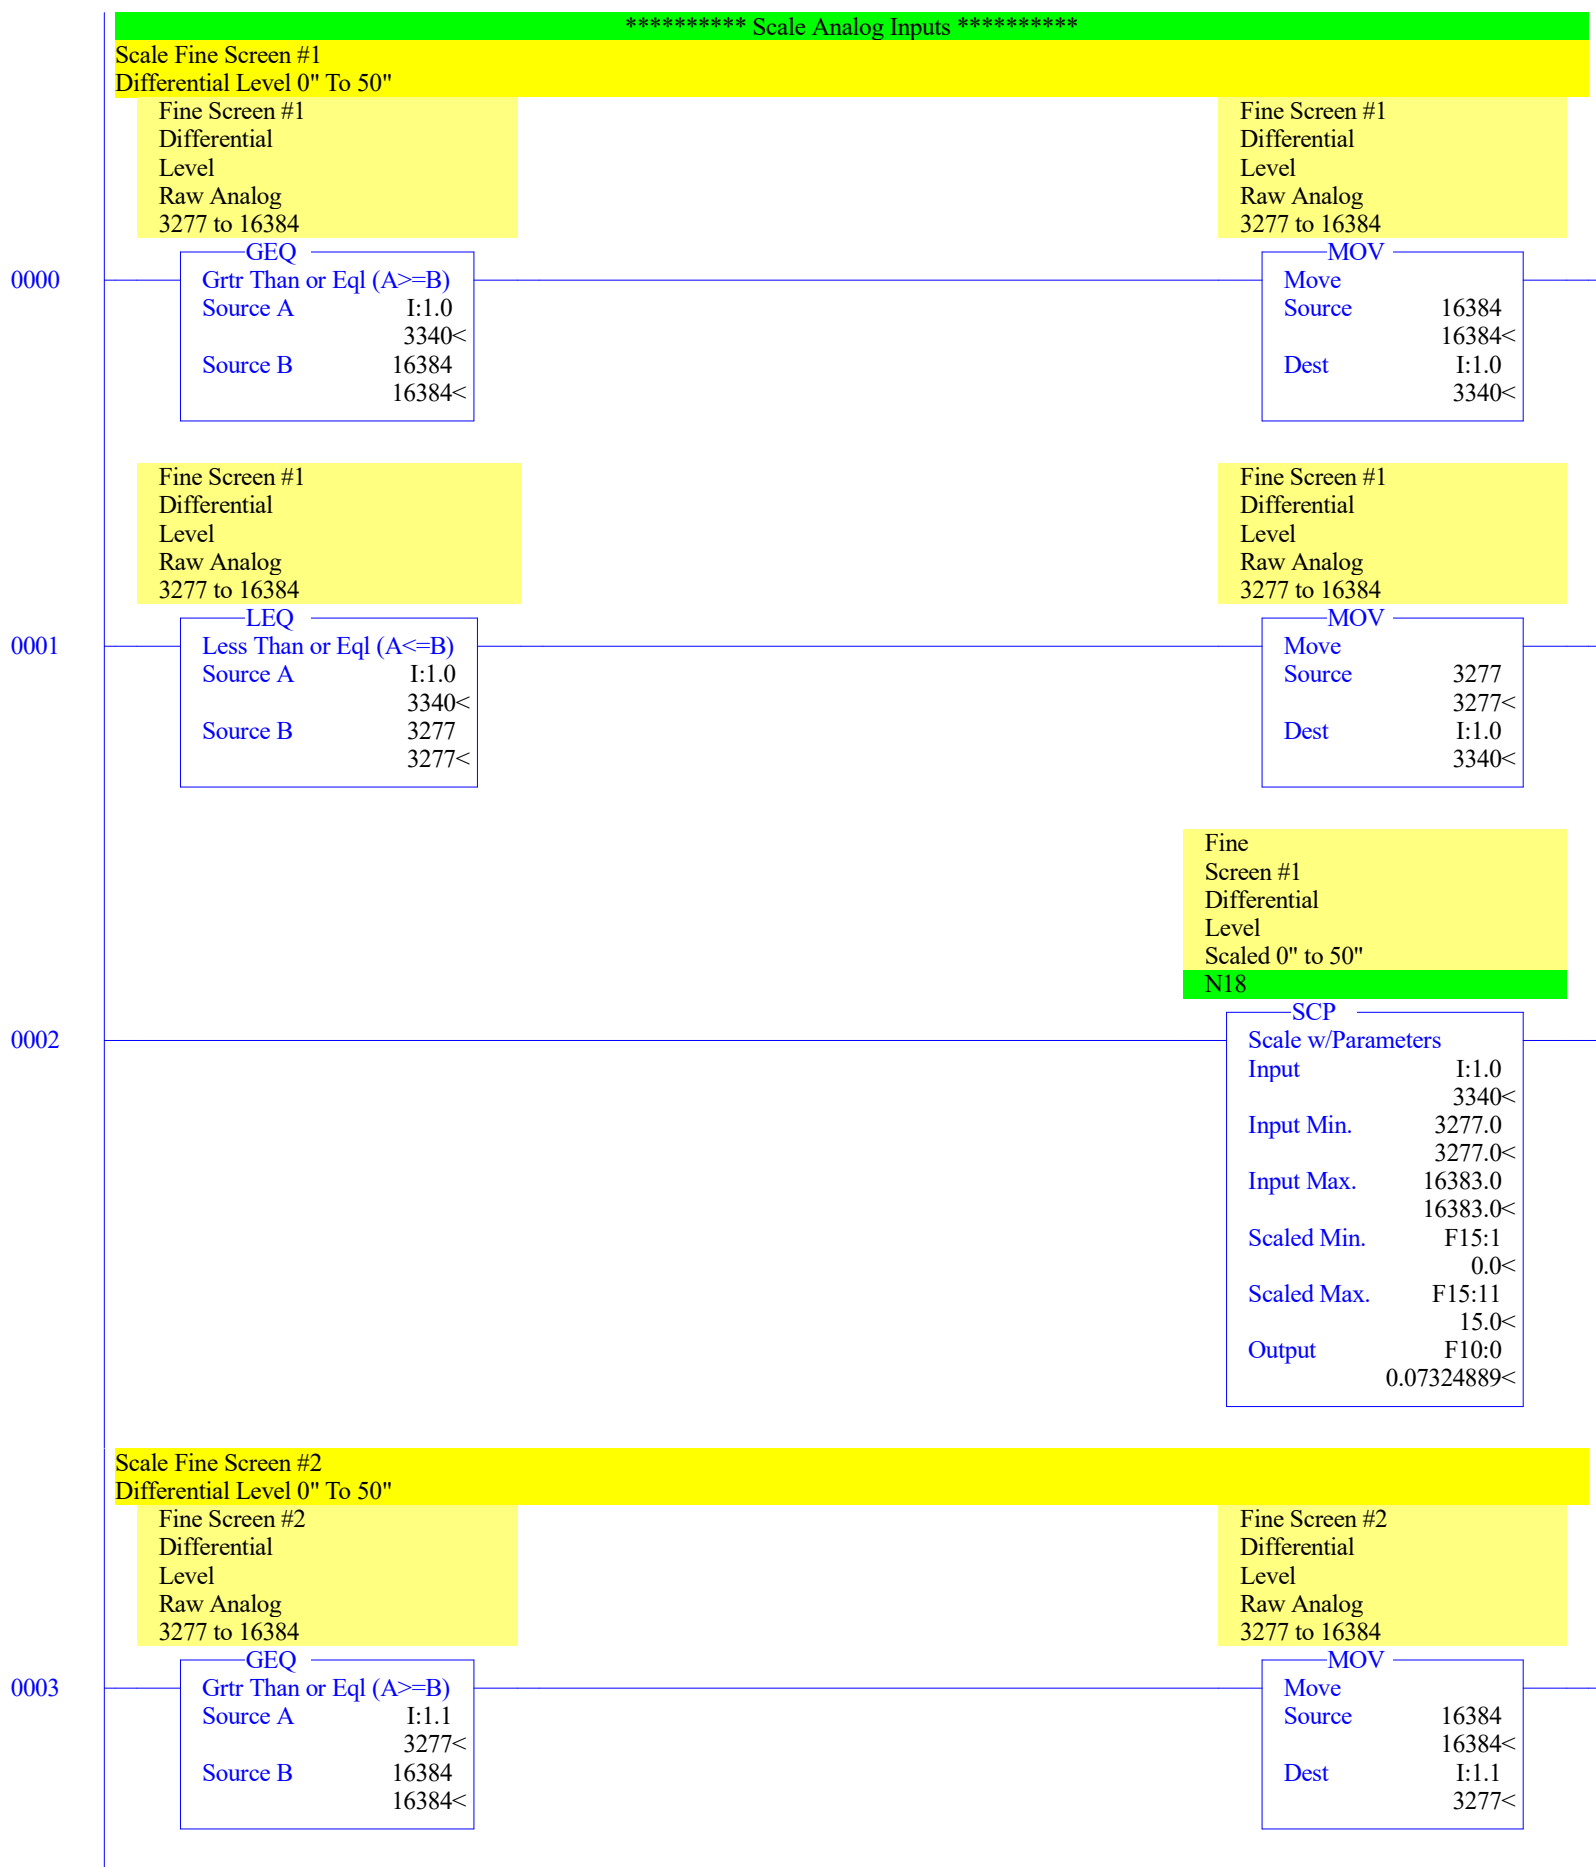 ********** Scale Analog Inputs **********
Scale Fine Screen #1
Differential Level 0" To 50"
Fine Screen #1
Differential
Level
Raw Analog
3277 to 16384
Fine Screen #1
Differential
Level
Raw Analog
3277 to 16384
0000
GEQ
Grtr Than or Eql (A>=B)
Source A I:1.0
3340<
Source B 16384
16384<
MOV
Move
Source 16384
16384<
Dest I:1.0
3340<
Fine Screen #1
Differential
Level
Raw Analog
3277 to 16384
Fine Screen #1
Differential
Level
Raw Analog
3277 to 16384
0001
LEQ
Less Than or Eql (A<=B)
Source A I:1.0
3340<
Source B 3277
3277<
MOV
Move
Source 3277
3277<
Dest I:1.0
3340<
Fine
Screen #1
Differential
Level
Scaled 0" to 50"
N18
0002
SCP
Scale w/Parameters
Input I:1.0
3340<
Input Min. 3277.0
3277.0<
Input Max. 16383.0
16383.0<
Scaled Min. F15:1
0.0<
Scaled Max. F15:11
15.0<
Output F10:0
0.07324889<
Scale Fine Screen #2
Differential Level 0" To 50"
Fine Screen #2
Differential
Level
Raw Analog
3277 to 16384
Fine Screen #2
Differential
Level
Raw Analog
3277 to 16384
0003
GEQ
Grtr Than or Eql (A>=B)
Source A I:1.1
3277<
Source B 16384
16384<
MOV
Move
Source 16384
16384<
Dest I:1.1
3277<